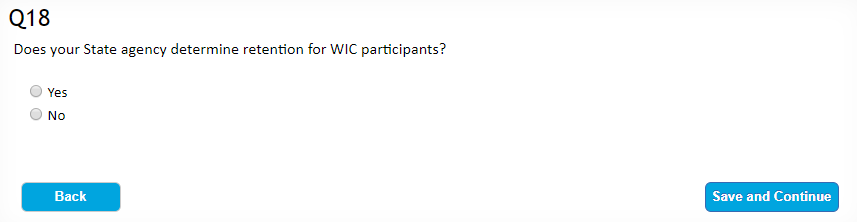 Q18
Does your State agency determine retention for WIC participants?
Yes
No
Back
Save and Continue